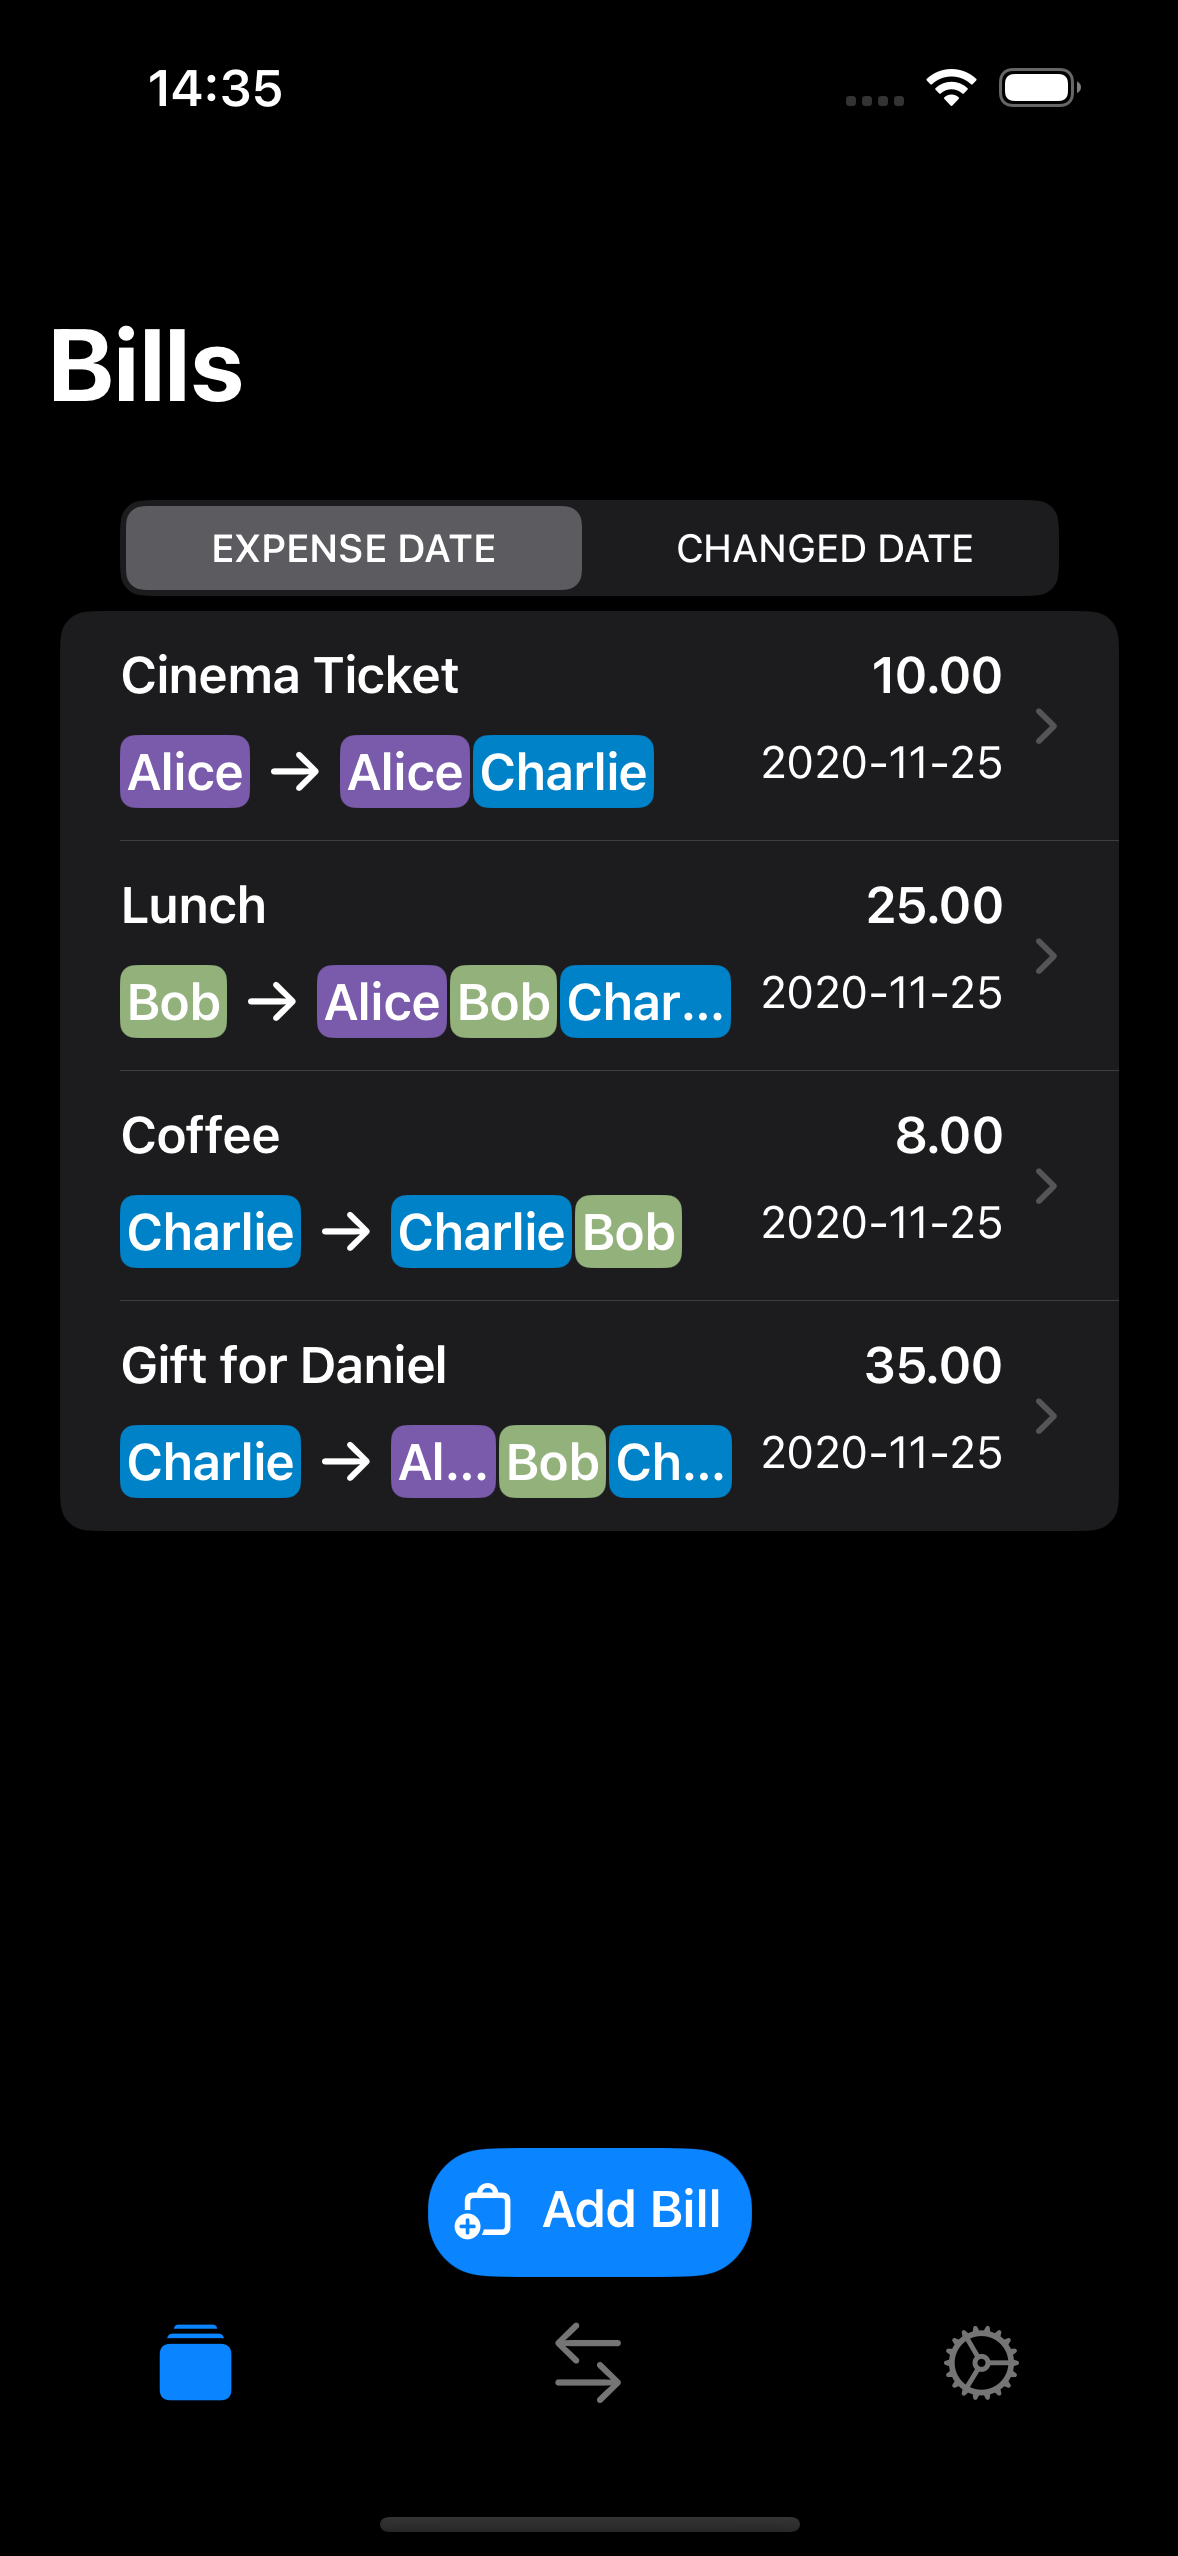 14:35
Bills
EXPENSE DATE CHANGED DATE
Cinema Ticket 10.00
Alice → Alice Charlie 2020-11-25
Lunch 25.00
Bob → Alice Bob Char... 2020-11-25
Coffee 8.00
Charlie → Charlie Bob 2020-11-25
Gift for Daniel 35.00
Charlie → Al... Bob Ch... 2020-11-25
Add Bill